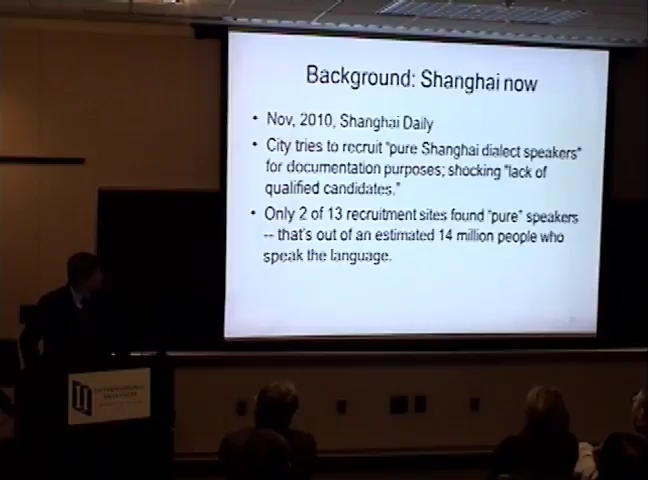 Background: Shanghai now
• Nov, 2010, Shanghai Daily
• City tries to recruit "pure Shanghai dialect speakers"
for documentation purposes; shocking "lack of
qualified candidates."
• Only 2 of 13 recruitment sites found "pure" speakers
-- that's out of an estimated 14 million people who
speak the language.